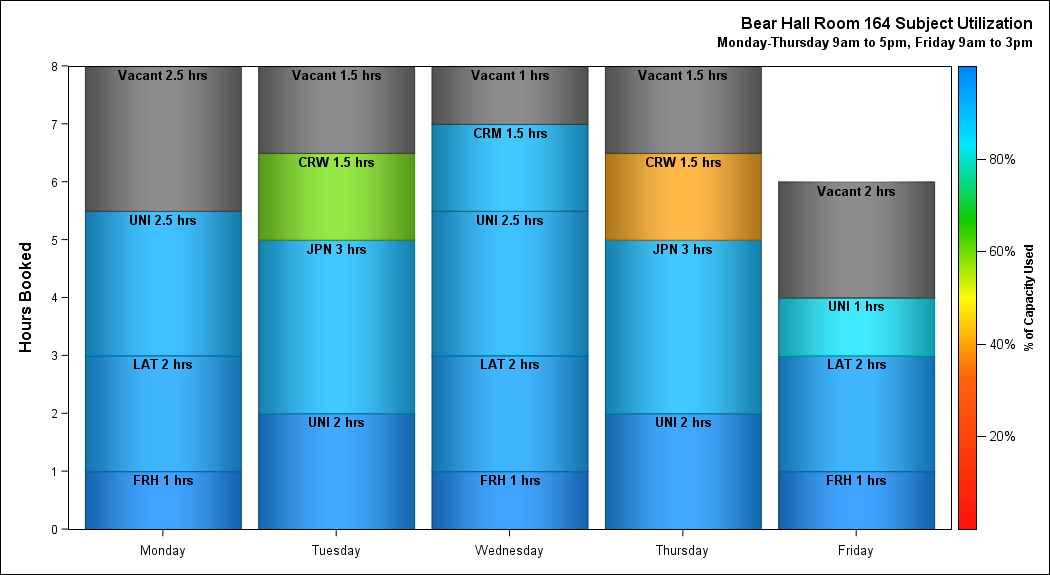 Bear Hall Room 164 Subject Utilization
Monday-Thursday 9am to 5pm, Friday 9am to 3pm
Hours Booked
8
7
6
5
4
3
2
1
0
Vacant 2.5 hrs
UNI 2.5 hrs
LAT 2 hrs
FRH 1 hrs
Vacant 1.5 hrs
CRW 1.5 hrs
JPN 3 hrs
UNI 2 hrs
Vacant 1 hrs
CRM 1.5 hrs
UNI 2.5 hrs
LAT 2 hrs
FRH 1 hrs
Vacant 1.5 hrs
CRW 1.5 hrs
JPN 3 hrs
UNI 2 hrs
Vacant 2 hrs
UNI 1 hrs
LAT 2 hrs
FRH 1 hrs
Monday
Tuesday
Wednesday
Thursday
Friday
80%
60%
40%
20%
% of Capacity Used